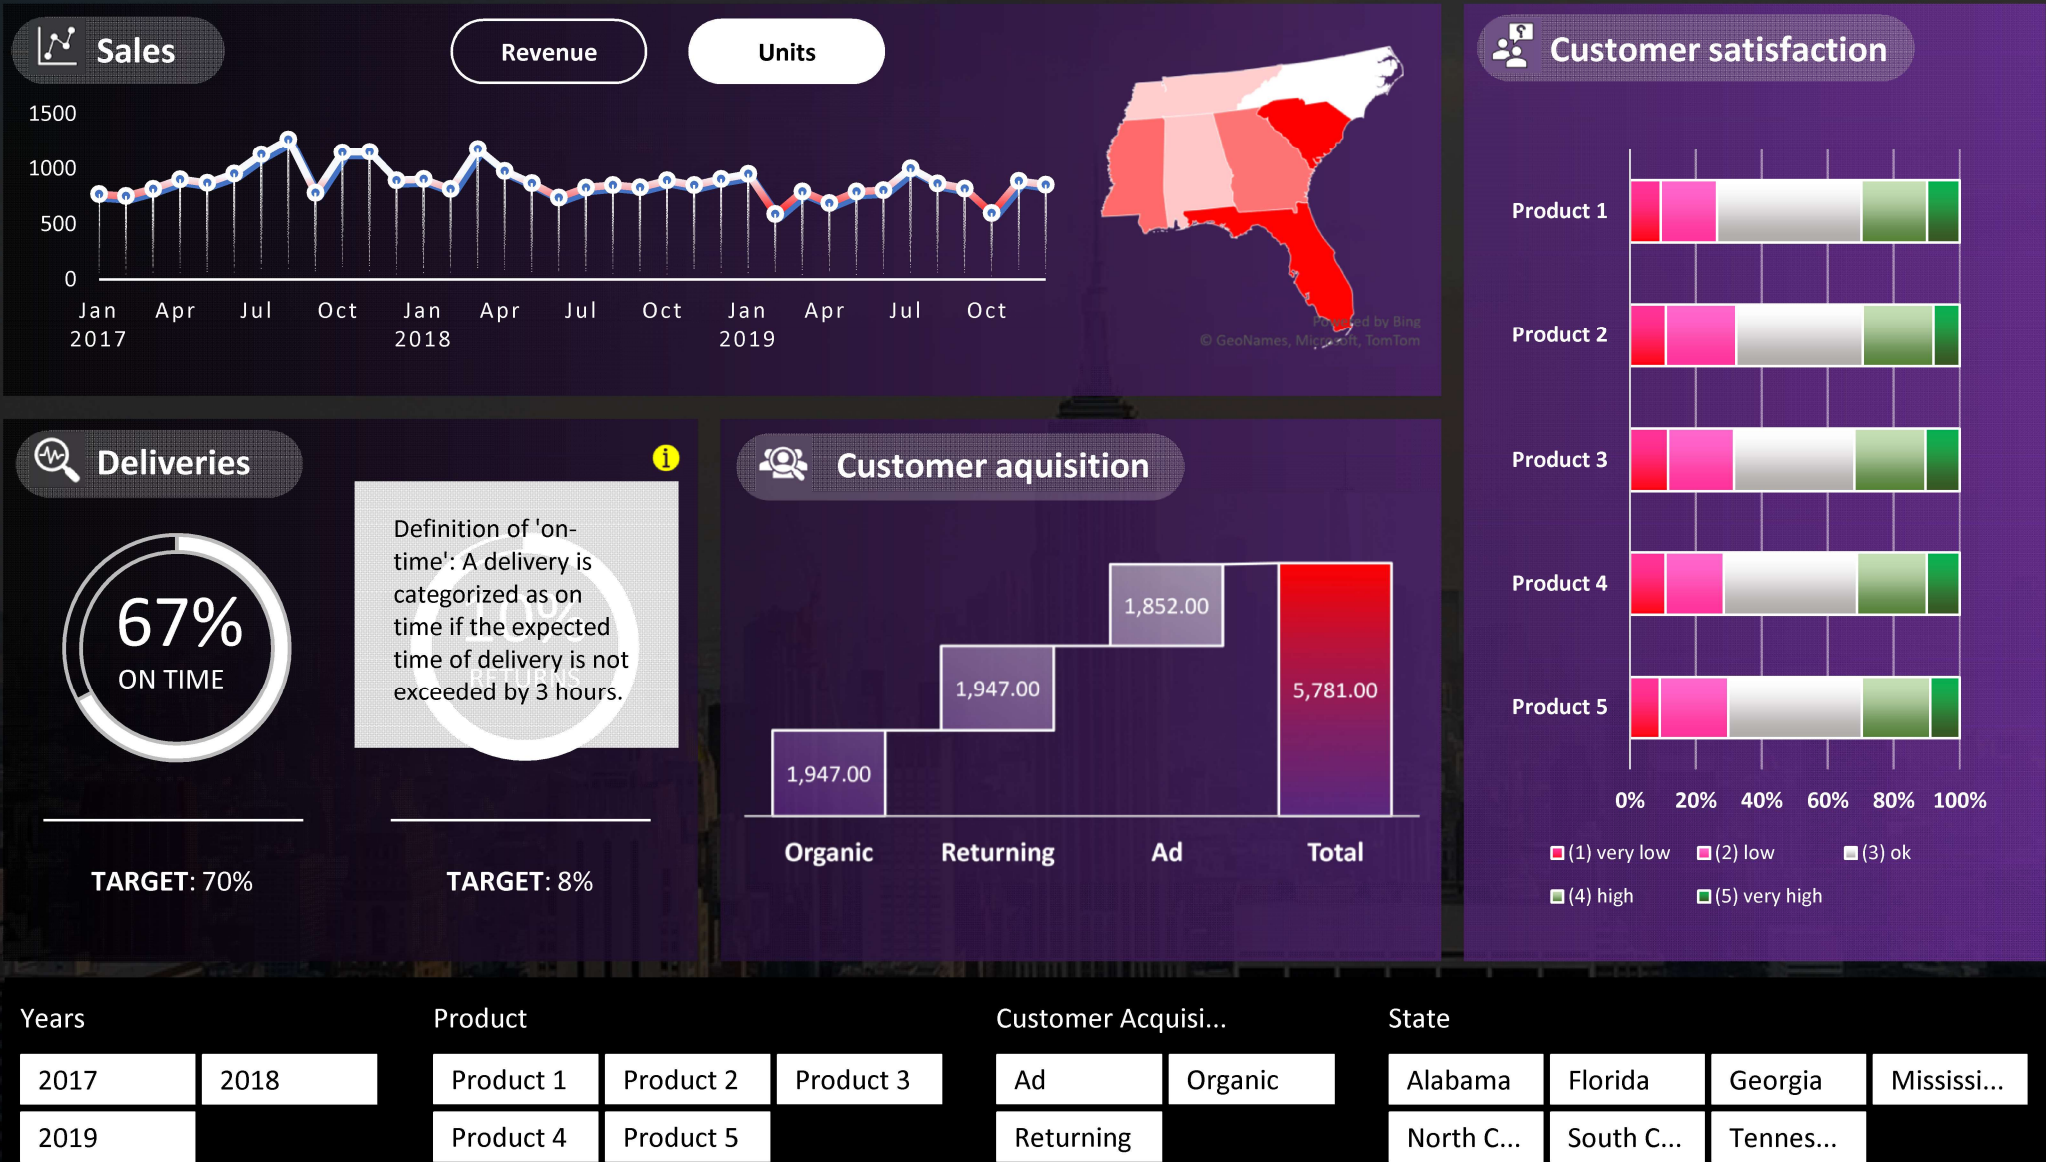 Sales
Revenue
Units
1500
1000
500
0
Jan Apr Jul Oct Jan Apr Jul Oct Jan Apr Jul Oct
2017 2018 2019
Powered by Bing
© GeoNames, Microsoft, TomTom
Deliveries
i
67%
ON TIME
10%
RETURNS
Definition of 'on-
time': A delivery is
categorized as on
time if the expected
time of delivery is not
exceeded by 3 hours.
TARGET: 70%
TARGET: 8%
Customer aquisition
1,947.00
1,947.00
1,852.00
5,781.00
Organic Returning Ad Total
Customer satisfaction
Product 1
Product 2
Product 3
Product 4
Product 5
0% 20% 40% 60% 80% 100%
(1) very low (2) low (3) ok
(4) high (5) very high
Years
2017 2018
2019
Product
Product 1 Product 2 Product 3
Product 4 Product 5
Customer Acquisi...
Ad Organic
Returning
State
Alabama Florida Georgia Mississi...
North C... South C... Tennes...